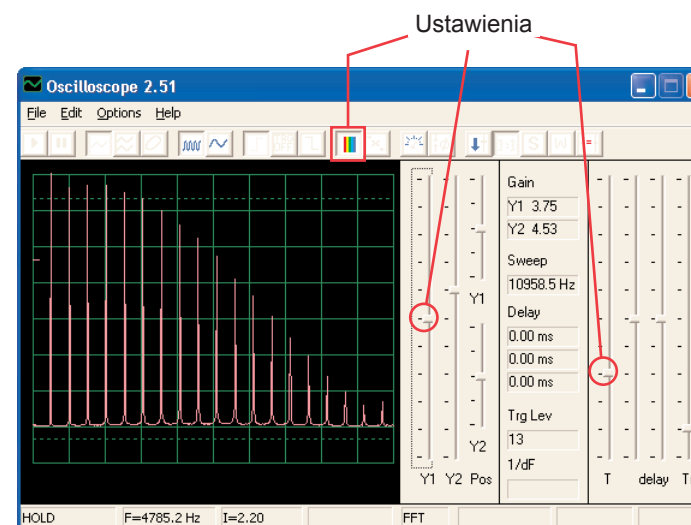 Ustawienia
Oscilloscope 2.51
File Edit Options Help
Gain
Y1 3.75
Y2 4.53
Sweep
10958.5 Hz
Y1
Delay
0.00 ms
0.00 ms
0.00 ms
Trg Lev
13
Y2
1/dF
Y1 Y2 Pos
T delay
HOLD F=4785.2 Hz I=2.20 FFT